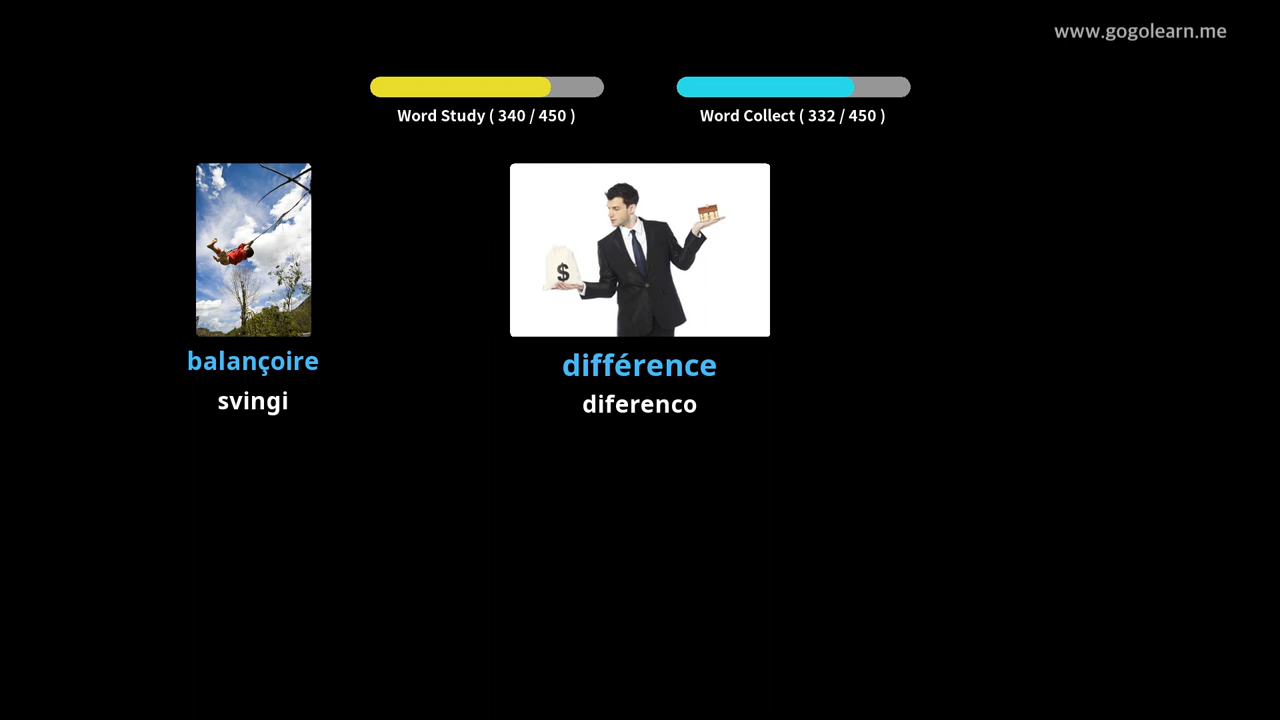 www.gogolearn.me
Word Study ( 340 / 450 )
Word Collect ( 332 / 450 )
$
balançoire
svingi
différence
diferenco